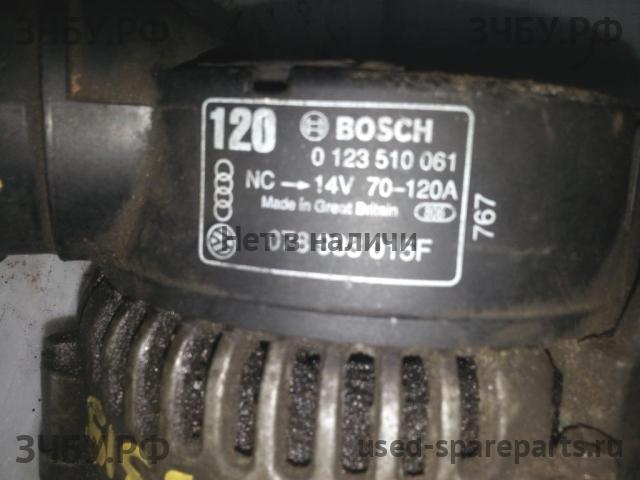 ЗЧБУ.РФ
ЗЧБУ.РФ
120
BOSCH
0 123 510 061
NC → 14V 70-120A
Made in Great Britain
767
Нет в наличи
ЗЧБУ.РФ
used-spareparts.ru